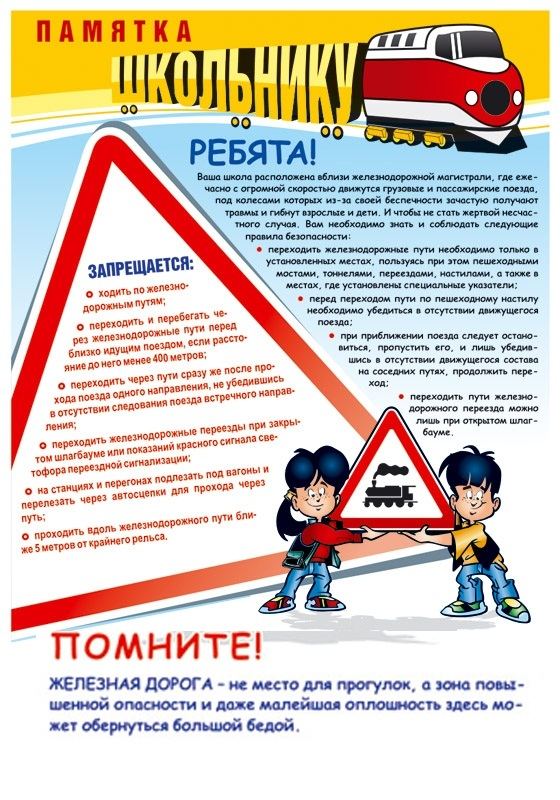 ПАМЯТКА
ШКОЛЬНИКУ
РЕБЯТА!
Ваша школа расположена вблизи железнодорожной магистрали, где еже-
часно с огромной скоростью движутся грузовые и пассажирские поезда,
под колесами которых из-за своей беспечности зачастую получают
травмы и гибнут взрослые и дети. И чтобы не стать жертвой несчас-
тного случая. Вам необходимо знать и соблюдать следующие
правила безопасности:
• переходить железнодорожные пути необходимо только в
установленных местах, пользуясь при этом пешеходными
мостами, тоннелями, переездами, настилами, а также в
местах, где установлены специальные указатели;
• перед переходом пути по пешеходному настилу
необходимо убедиться в отсутствии движущегося
поезда;
• при приближении поезда следует остано-
виться, пропустить его, и лишь убедив-
шись в отсутствии движущегося состава
на соседних путях, продолжить пере-
ход;
• переходить пути железно-
дорожного переезда можно
лишь при открытом шлаг-
бауме.
ЗАПРЕЩАЕТСЯ:
ходить по железно-
дорожным путям;
переходить и перебегать че-
рез железнодорожные пути перед
близко идущим поездом, если рассто-
яние до него менее 400 метров;
переходить через пути сразу же после про-
хода поезда одного направления, не убедившись
в отсутствии следования поезда встречного направ-
ления;
переходить железнодорожные переезды при закры-
том шлагбауме или показаний красного сигнала све-
тофора переездной сигнализации;
на станциях и перегонах подлезать под вагоны и
перелезать через автосцепки для прохода через
путь;
проходить вдоль железнодорожного пути бли-
же 5 метров от крайнего рельса.
ПОМНИТЕ!
ЖЕЛЕЗНАЯ ДОРОГА – не место для прогулок, а зона повы-
шенной опасности и даже малейшая оплошность здесь мо-
жет обернуться большой бедой.